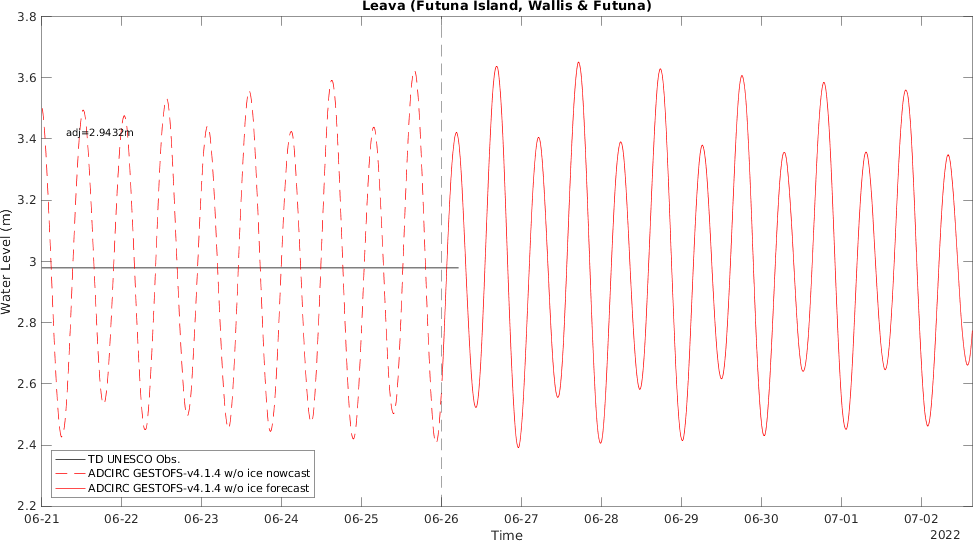 Leava (Futuna Island, Wallis & Futuna)
3.8
3.6
3.4
3.2
3
2.8
2.6
2.4
2.2
Water Level (m)
adj=2.9432m
TD UNESCO Obs.
ADCIRC GESTOFS-v4.1.4 w/o ice nowcast
ADCIRC GESTOFS-v4.1.4 w/o ice forecast
06-21 06-22 06-23 06-24 06-25 06-26 06-27 06-28 06-29 06-30 07-01 07-02
2022
Time